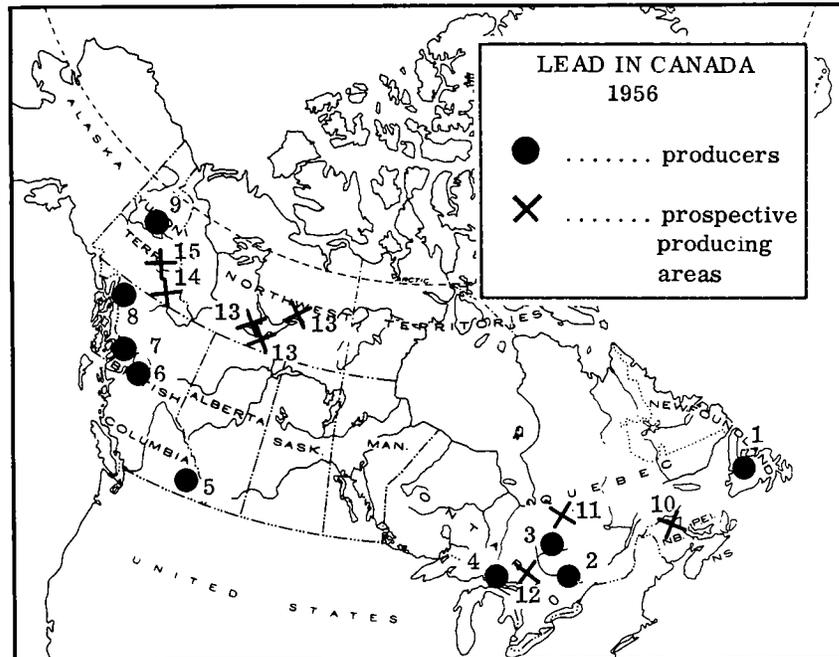 LEAD IN CANADA
1956
....... producers
....... prospective
producing
areas
ALASKA
TERR.
9
15
14
8
7
6
5
NORTHWEST TERRITORIES
ARCTIC
13
13
13
BRITISH
COLUMBIA
ALBERTA
SASK.
MAN.
ONTARIO
QUEBEC
NEWFOUNDLAND
1
10
11
3
2
4
12
N.B.
P.E.I.
NS
UNITED STATES